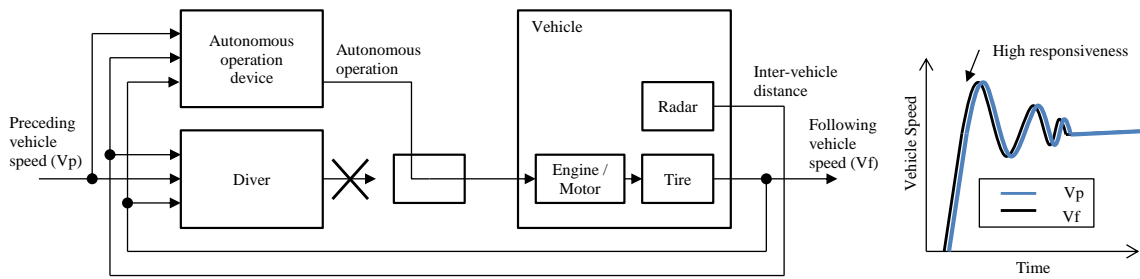 Autonomous
operation
device
Autonomous
operation
Vehicle
Radar
Inter-vehicle
distance
Preceding
vehicle
speed (Vp)
Diver
Engine /
Motor
Tire
Following
vehicle
speed (Vf)
High responsiveness
Vehicle Speed
Vp
Vf
Time